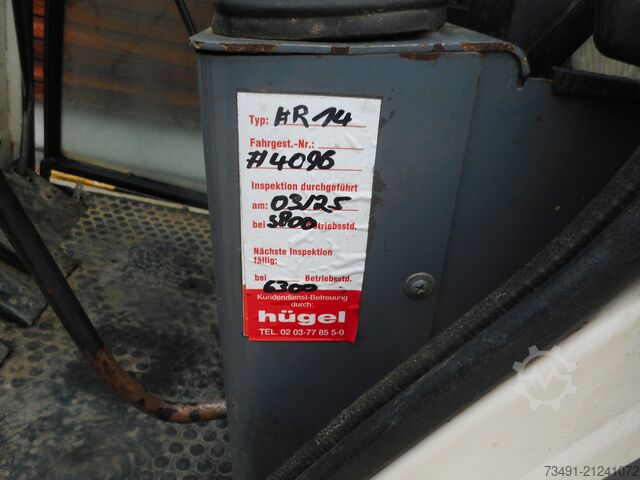 Typ: HR 14
Fahrgest.-Nr.:
#4096
Inspektion durchgeführt
am: 03/25
bei 5800 Betriebsstd.
Nächste Inspektion
fällig:
bei 6300 Betriebsstd.
Kundendienst-Betreuung
durch:
hügel
TEL. 02 03-77 85 5-0
73491-21241072